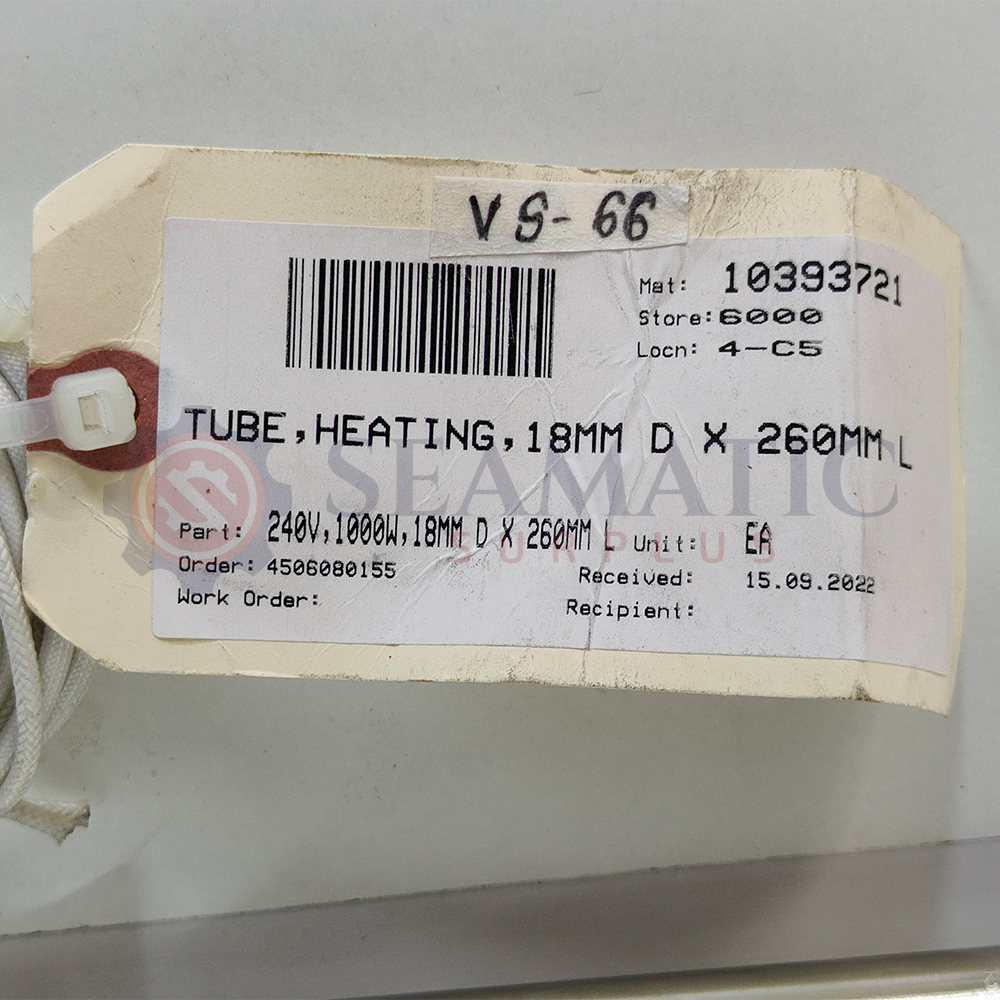 VS-66
Mat: 10393721
Store: 6000
Locn: 4-C5
TUBE,HEATING,18MM D X 260MM L
SEAMATIC
SURPLUS
Part: 240V,1000W,18MM D X 260MM L Unit: EA
Order: 4506080155 Received: 15.09.2022
Work Order: Recipient: